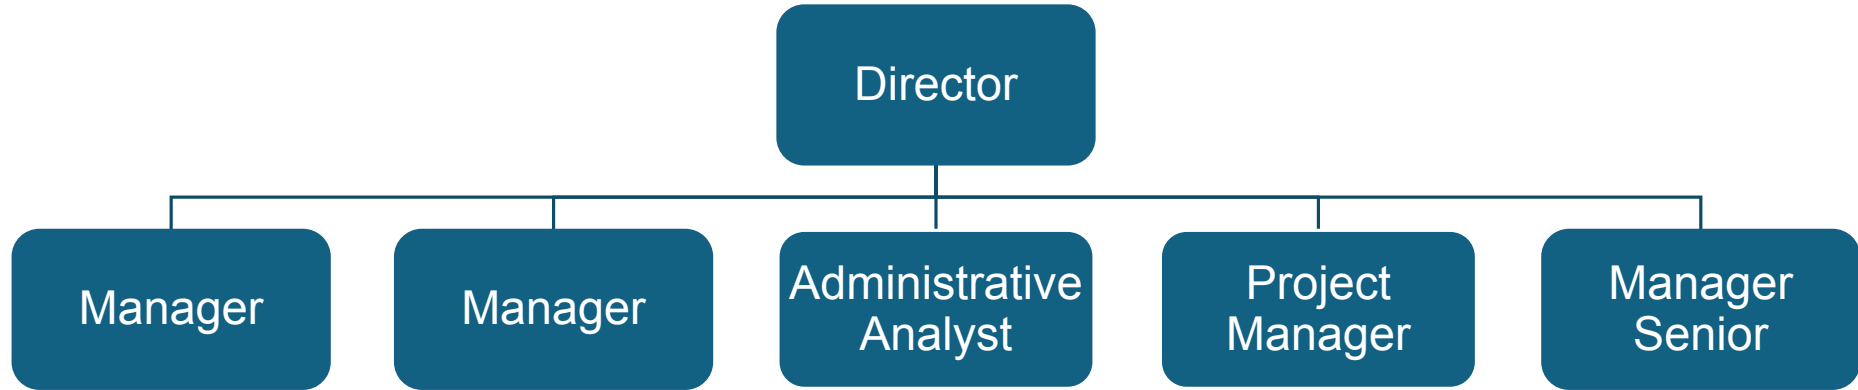 Director
Manager
Manager
Administrative
Analyst
Project
Manager
Manager
Senior